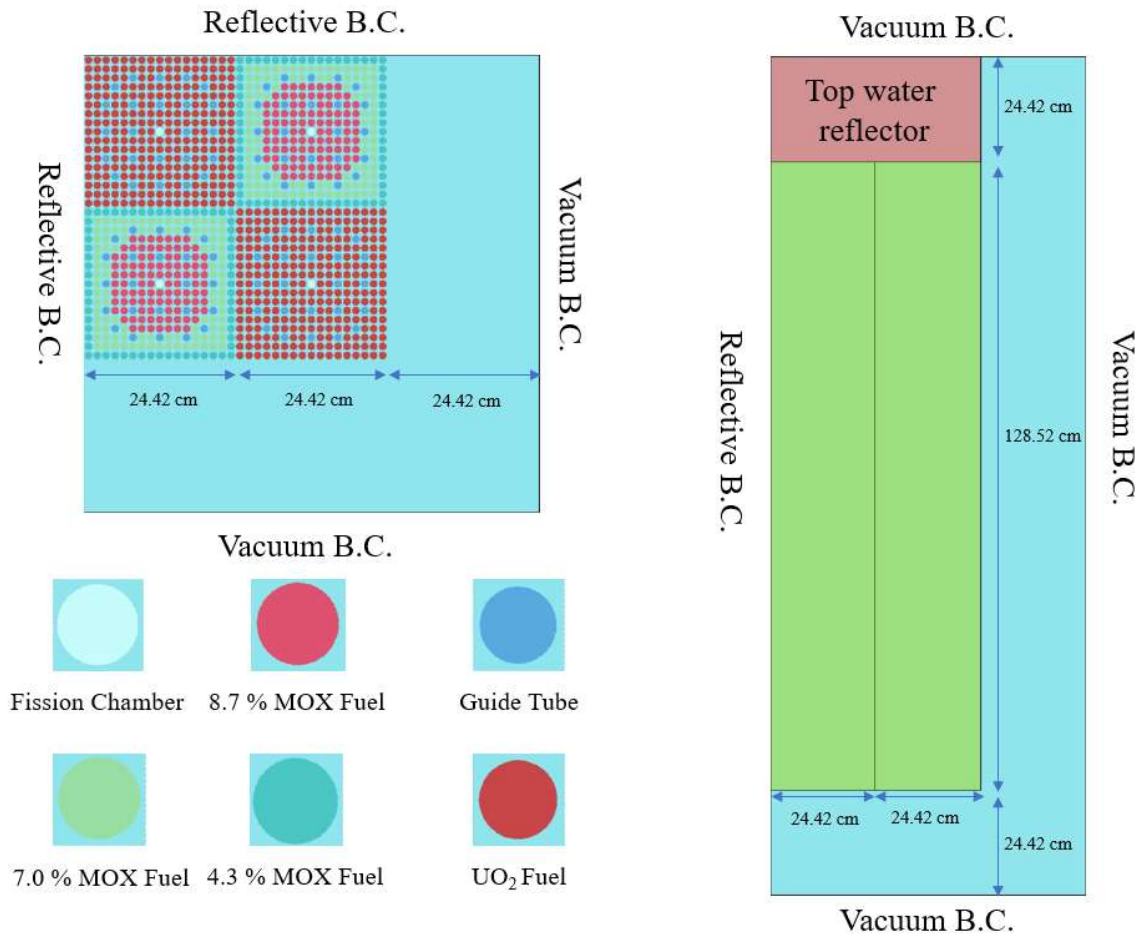 Reflective B.C.
Reflective B.C.
Vacuum B.C.
24.42 cm
24.42 cm
24.42 cm
Vacuum B.C.
Fission Chamber
8.7 % MOX Fuel
Guide Tube
7.0 % MOX Fuel
4.3 % MOX Fuel
UO₂ Fuel
Vacuum B.C.
Top water
reflector
24.42 cm
Reflective B.C.
128.52 cm
Vacuum B.C.
24.42 cm
24.42 cm
24.42 cm
Vacuum B.C.